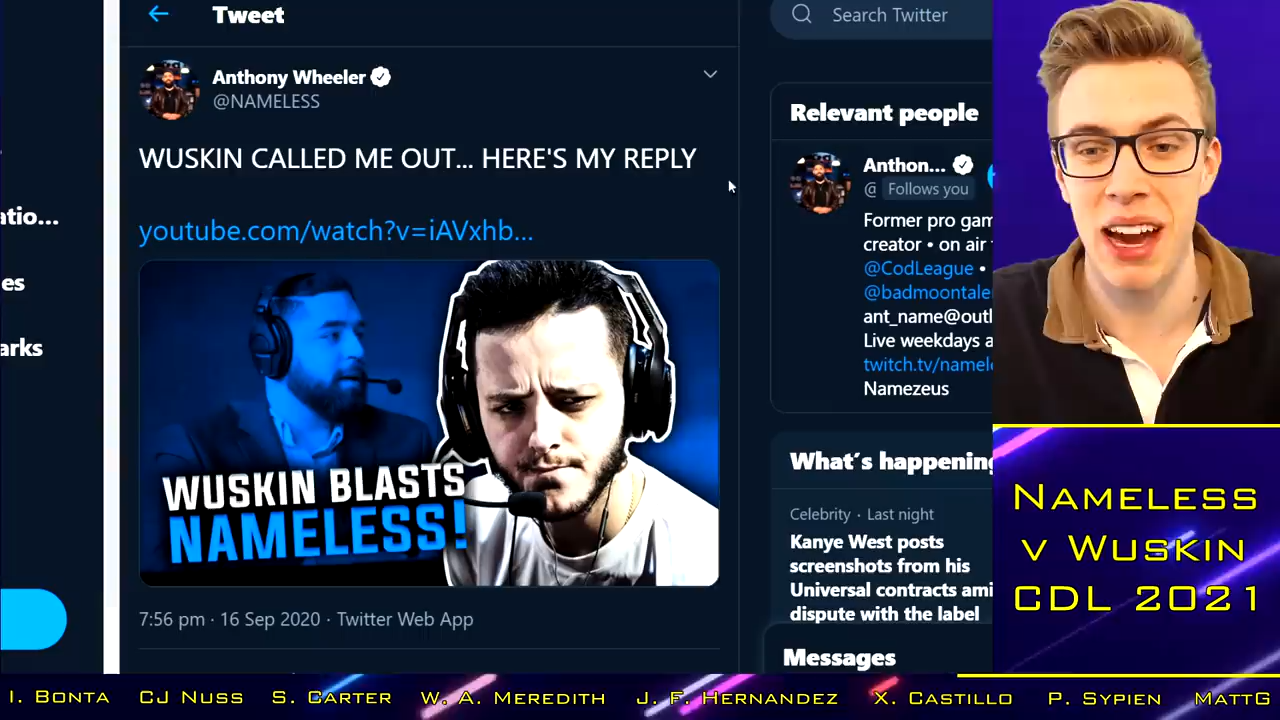 Tweet
Search Twitter
Anthony Wheeler
@NAMELESS
WUSKIN CALLED ME OUT... HERE'S MY REPLY
youtube.com/watch?v=iAVxhb...
WUSKIN BLASTS
NAMELESS!
7:56 pm · 16 Sep 2020 · Twitter Web App
atio...
es
arks
Relevant people
Anthon...
@ Follows you
Former pro gam
creator • on air
@CodLeague •
@badmoontale
ant_name@outl
Live weekdays a
twitch.tv/namele
Namezeus
What's happening
Celebrity · Last night
Kanye West posts
screenshots from his
Universal contracts ami
dispute with the label
Messages
NAMELESS
V WUSKIN
CDL 2021
I. BONTA CJ NUSS S. CARTER W. A. MEREDITH J. F. HERNANDEZ X. CASTILLO P. SYPIEN MATTG